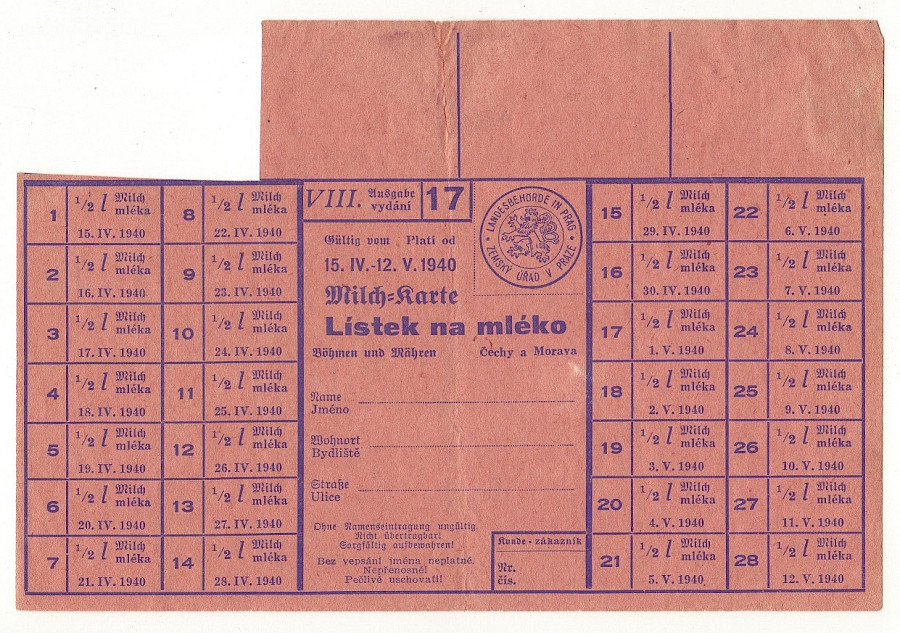 1 1/2 l Milch
mléka
15. IV. 1940
2 1/2 l Milch
mléka
16. IV. 1940
3 1/2 l Milch
mléka
17. IV. 1940
4 1/2 l Milch
mléka
18. IV. 1940
5 1/2 l Milch
mléka
19. IV. 1940
6 1/2 l Milch
mléka
20. IV. 1940
7 1/2 l Milch
mléka
21. IV. 1940
8 1/2 l Milch
mléka
22. IV. 1940
9 1/2 l Milch
mléka
23. IV. 1940
10 1/2 l Milch
mléka
24. IV. 1940
11 1/2 l Milch
mléka
25. IV. 1940
12 1/2 l Milch
mléka
26. IV. 1940
13 1/2 l Milch
mléka
27. IV. 1940
14 1/2 l Milch
mléka
28. IV. 1940
VIII. Ausgabe
vydání 17
LANDESBEHÖRDE IN PRAG
ZEMSKÝ ÚŘAD V PRAZE
Gültig vom Platí od
15. IV.-12. V. 1940
Milch-Karte
Lístek na mléko
Böhmen und Mähren Čechy a Morava
Name
Jméno
Wohnort
Bydliště
Straße
Ulice
Ohne Namenseintragung ungültig.
Nicht übertragbar!
Sorgfältig aufbewahren!
Bez vepsání jména neplatné.
Nepřenosné!
Pečlivě uschovati!
Kunde - zákazník
Nr.
čís.
15 1/2 l Milch
mléka
29. IV. 1940
16 1/2 l Milch
mléka
30. IV. 1940
17 1/2 l Milch
mléka
1. V. 1940
18 1/2 l Milch
mléka
2. V. 1940
19 1/2 l Milch
mléka
3. V. 1940
20 1/2 l Milch
mléka
4. V. 1940
21 1/2 l Milch
mléka
5. V. 1940
22 1/2 l Milch
mléka
6. V. 1940
23 1/2 l Milch
mléka
7. V. 1940
24 1/2 l Milch
mléka
8. V. 1940
25 1/2 l Milch
mléka
9. V. 1940
26 1/2 l Milch
mléka
10. V. 1940
27 1/2 l Milch
mléka
11. V. 1940
28 1/2 l Milch
mléka
12. V. 1940